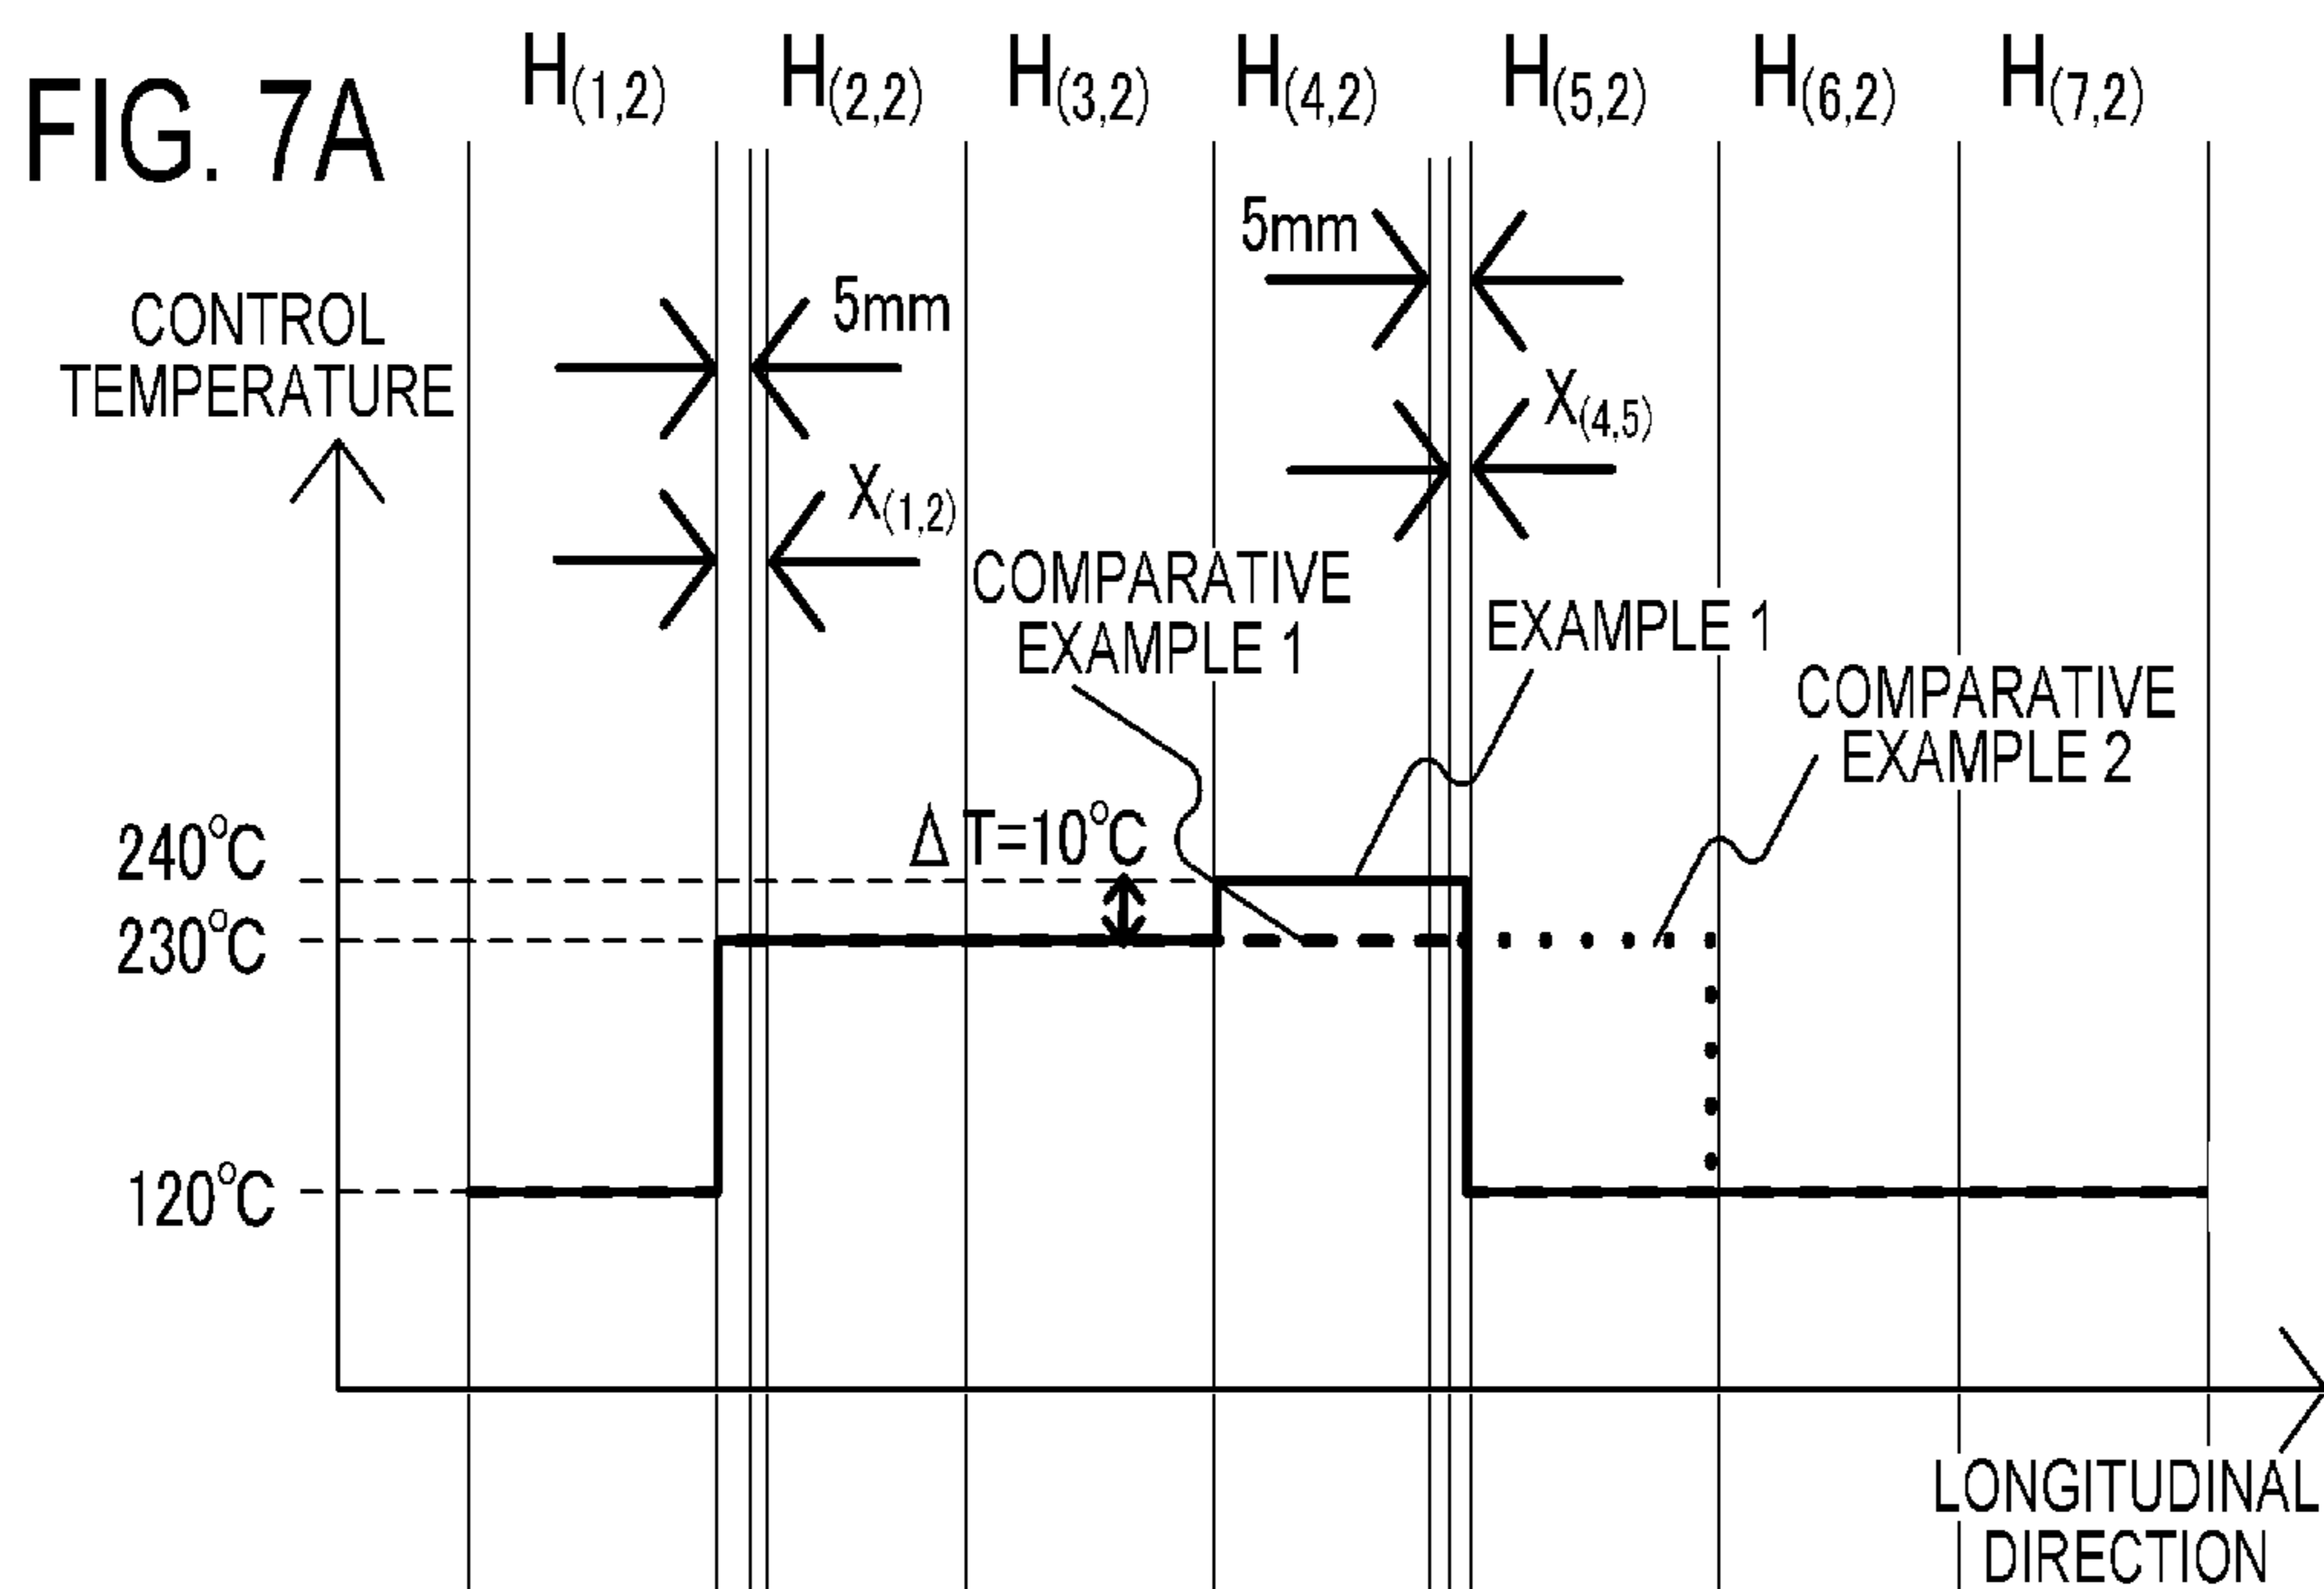 FIG. 7A
H(1,2) H(2,2) H(3,2) H(4,2) H(5,2) H(6,2) H(7,2)
5mm
5mm
CONTROL
TEMPERATURE
X(4,5)
X(1,2)
COMPARATIVE
EXAMPLE 1
EXAMPLE 1
COMPARATIVE
EXAMPLE 2
ΔT=10°C
240°C
230°C
120°C
LONGITUDINAL
DIRECTION